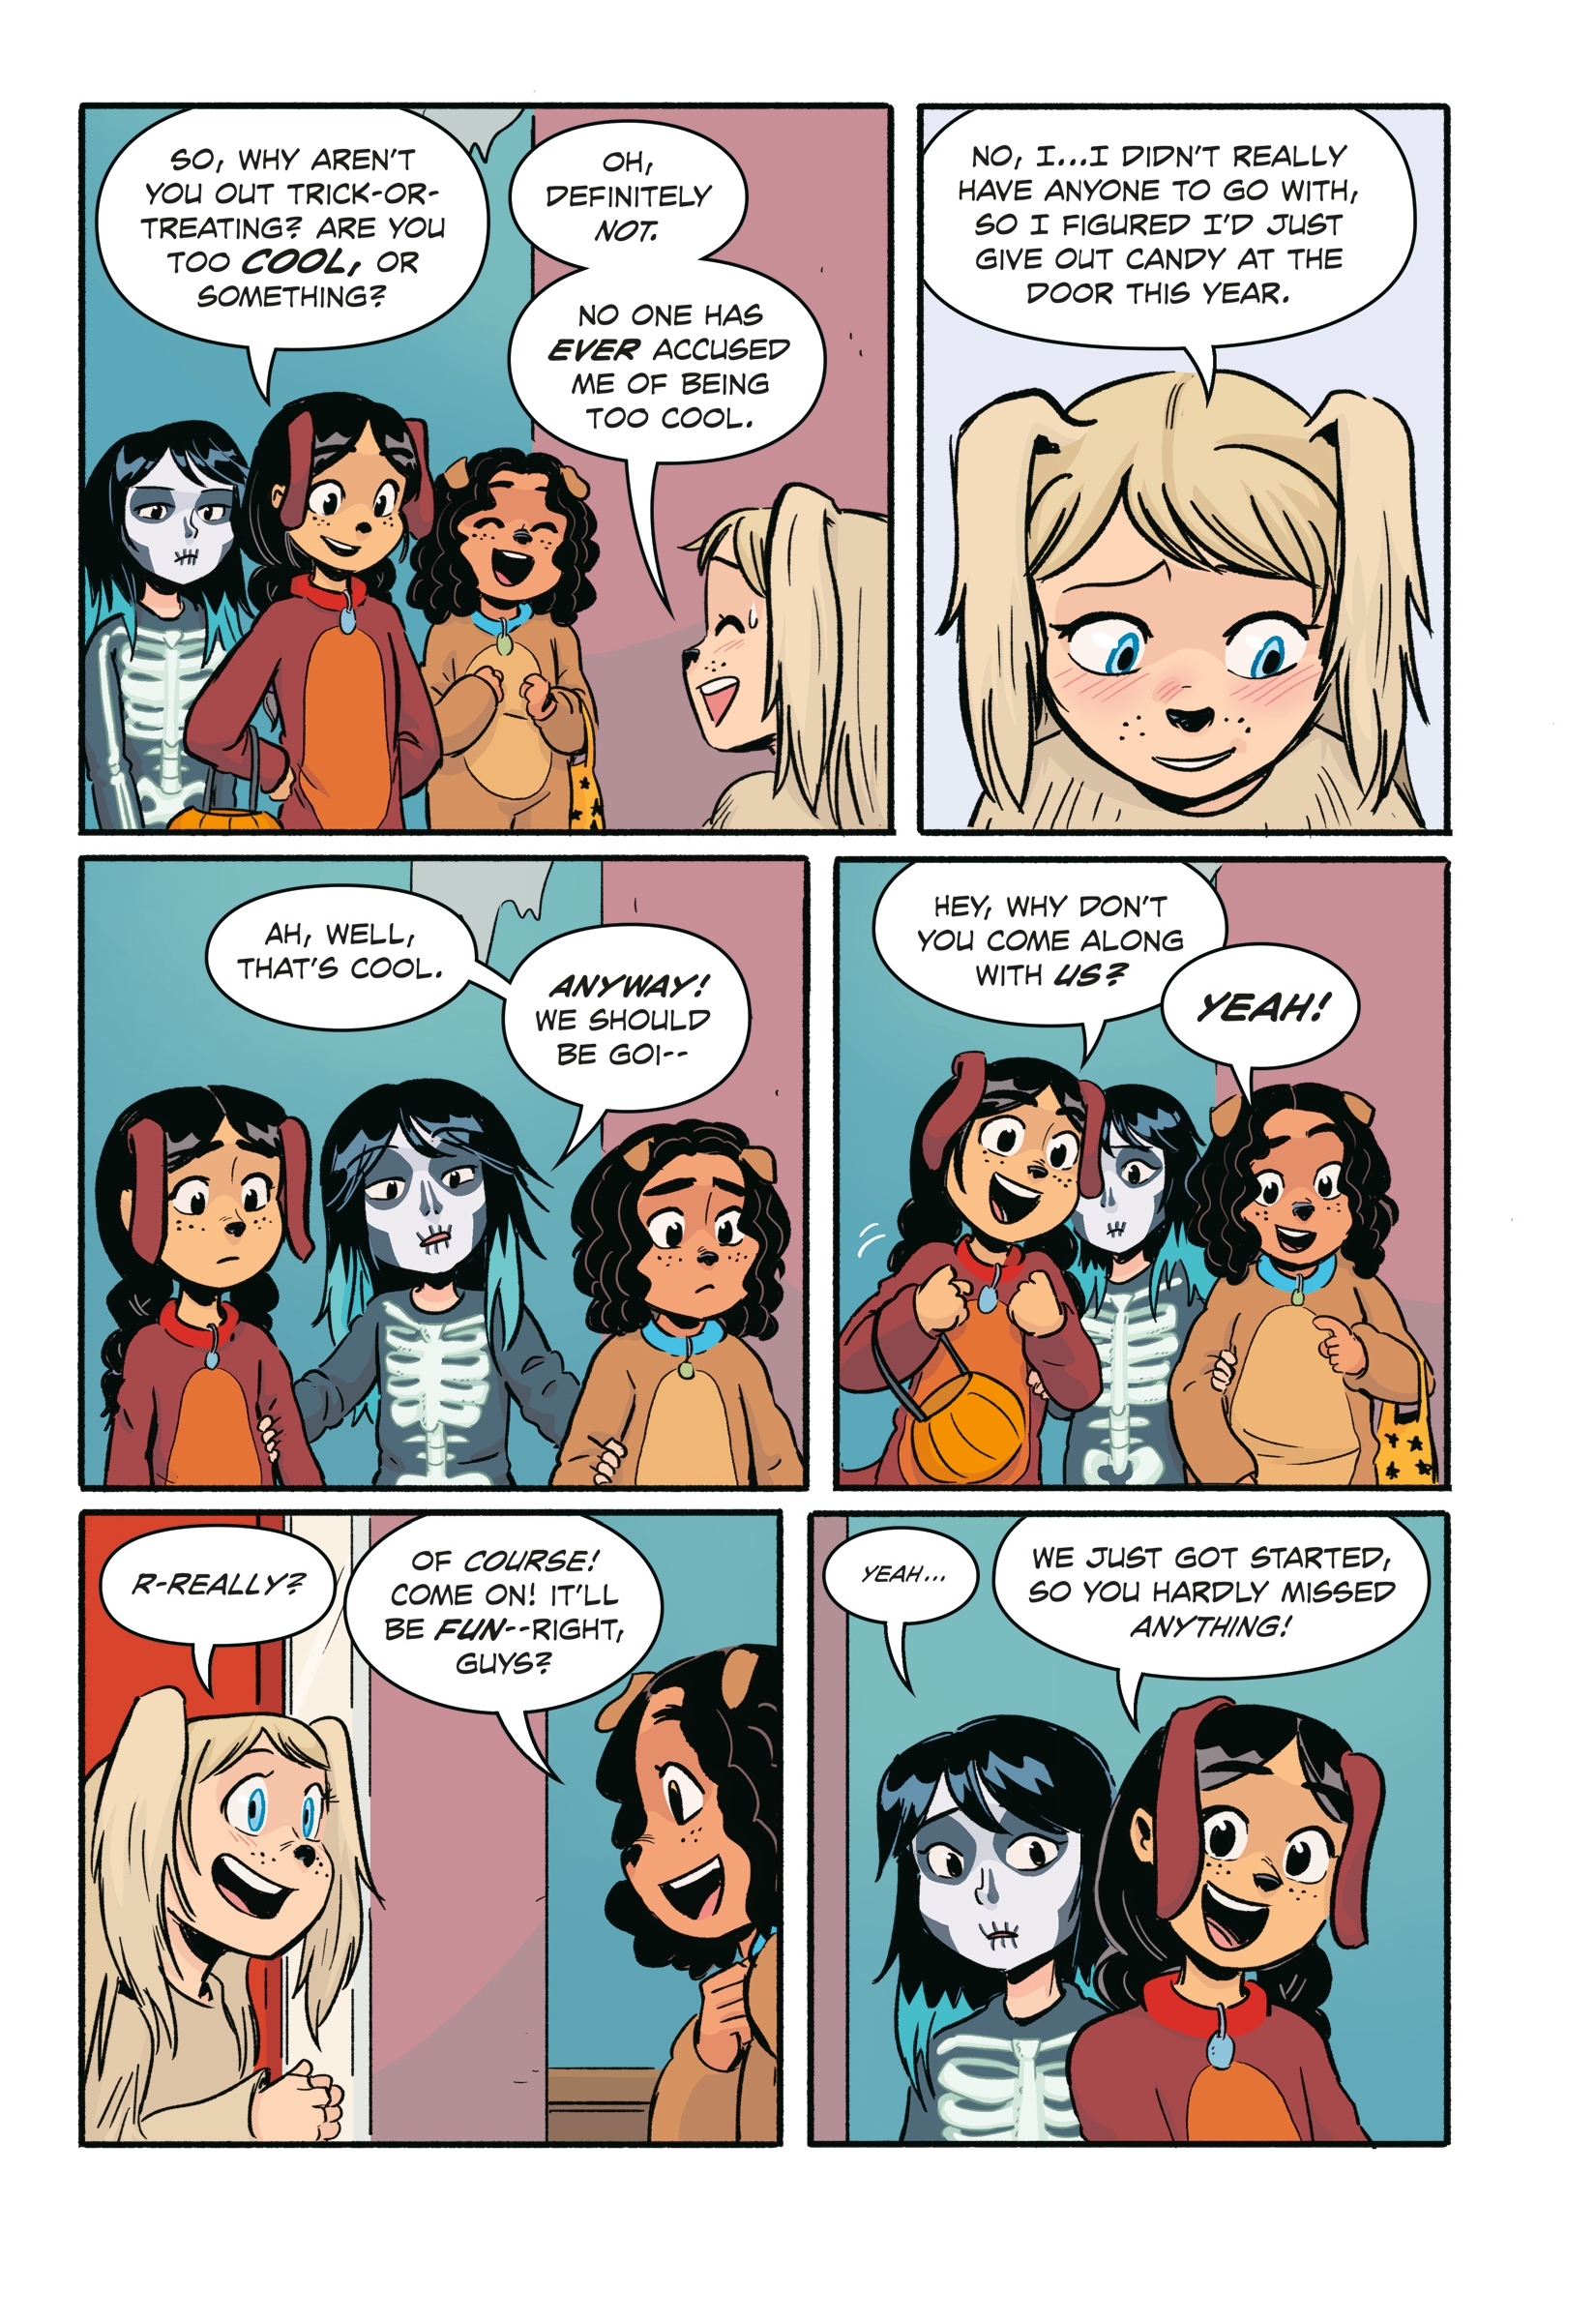 SO, WHY AREN'T
YOU OUT TRICK-OR-
TREATING? ARE YOU
TOO COOL, OR
SOMETHING?
OH,
DEFINITELY
NOT.
NO ONE HAS
EVER ACCUSED
ME OF BEING
TOO COOL.
NO, I...I DIDN'T REALLY
HAVE ANYONE TO GO WITH,
SO I FIGURED I'D JUST
GIVE OUT CANDY AT THE
DOOR THIS YEAR.
AH, WELL,
THAT'S COOL.
ANYWAY!
WE SHOULD
BE GOI--
HEY, WHY DON'T
YOU COME ALONG
WITH US?
YEAH!
R-REALLY?
OF COURSE!
COME ON! IT'LL
BE FUN--RIGHT,
GUYS?
YEAH...
WE JUST GOT STARTED,
SO YOU HARDLY MISSED
ANYTHING!